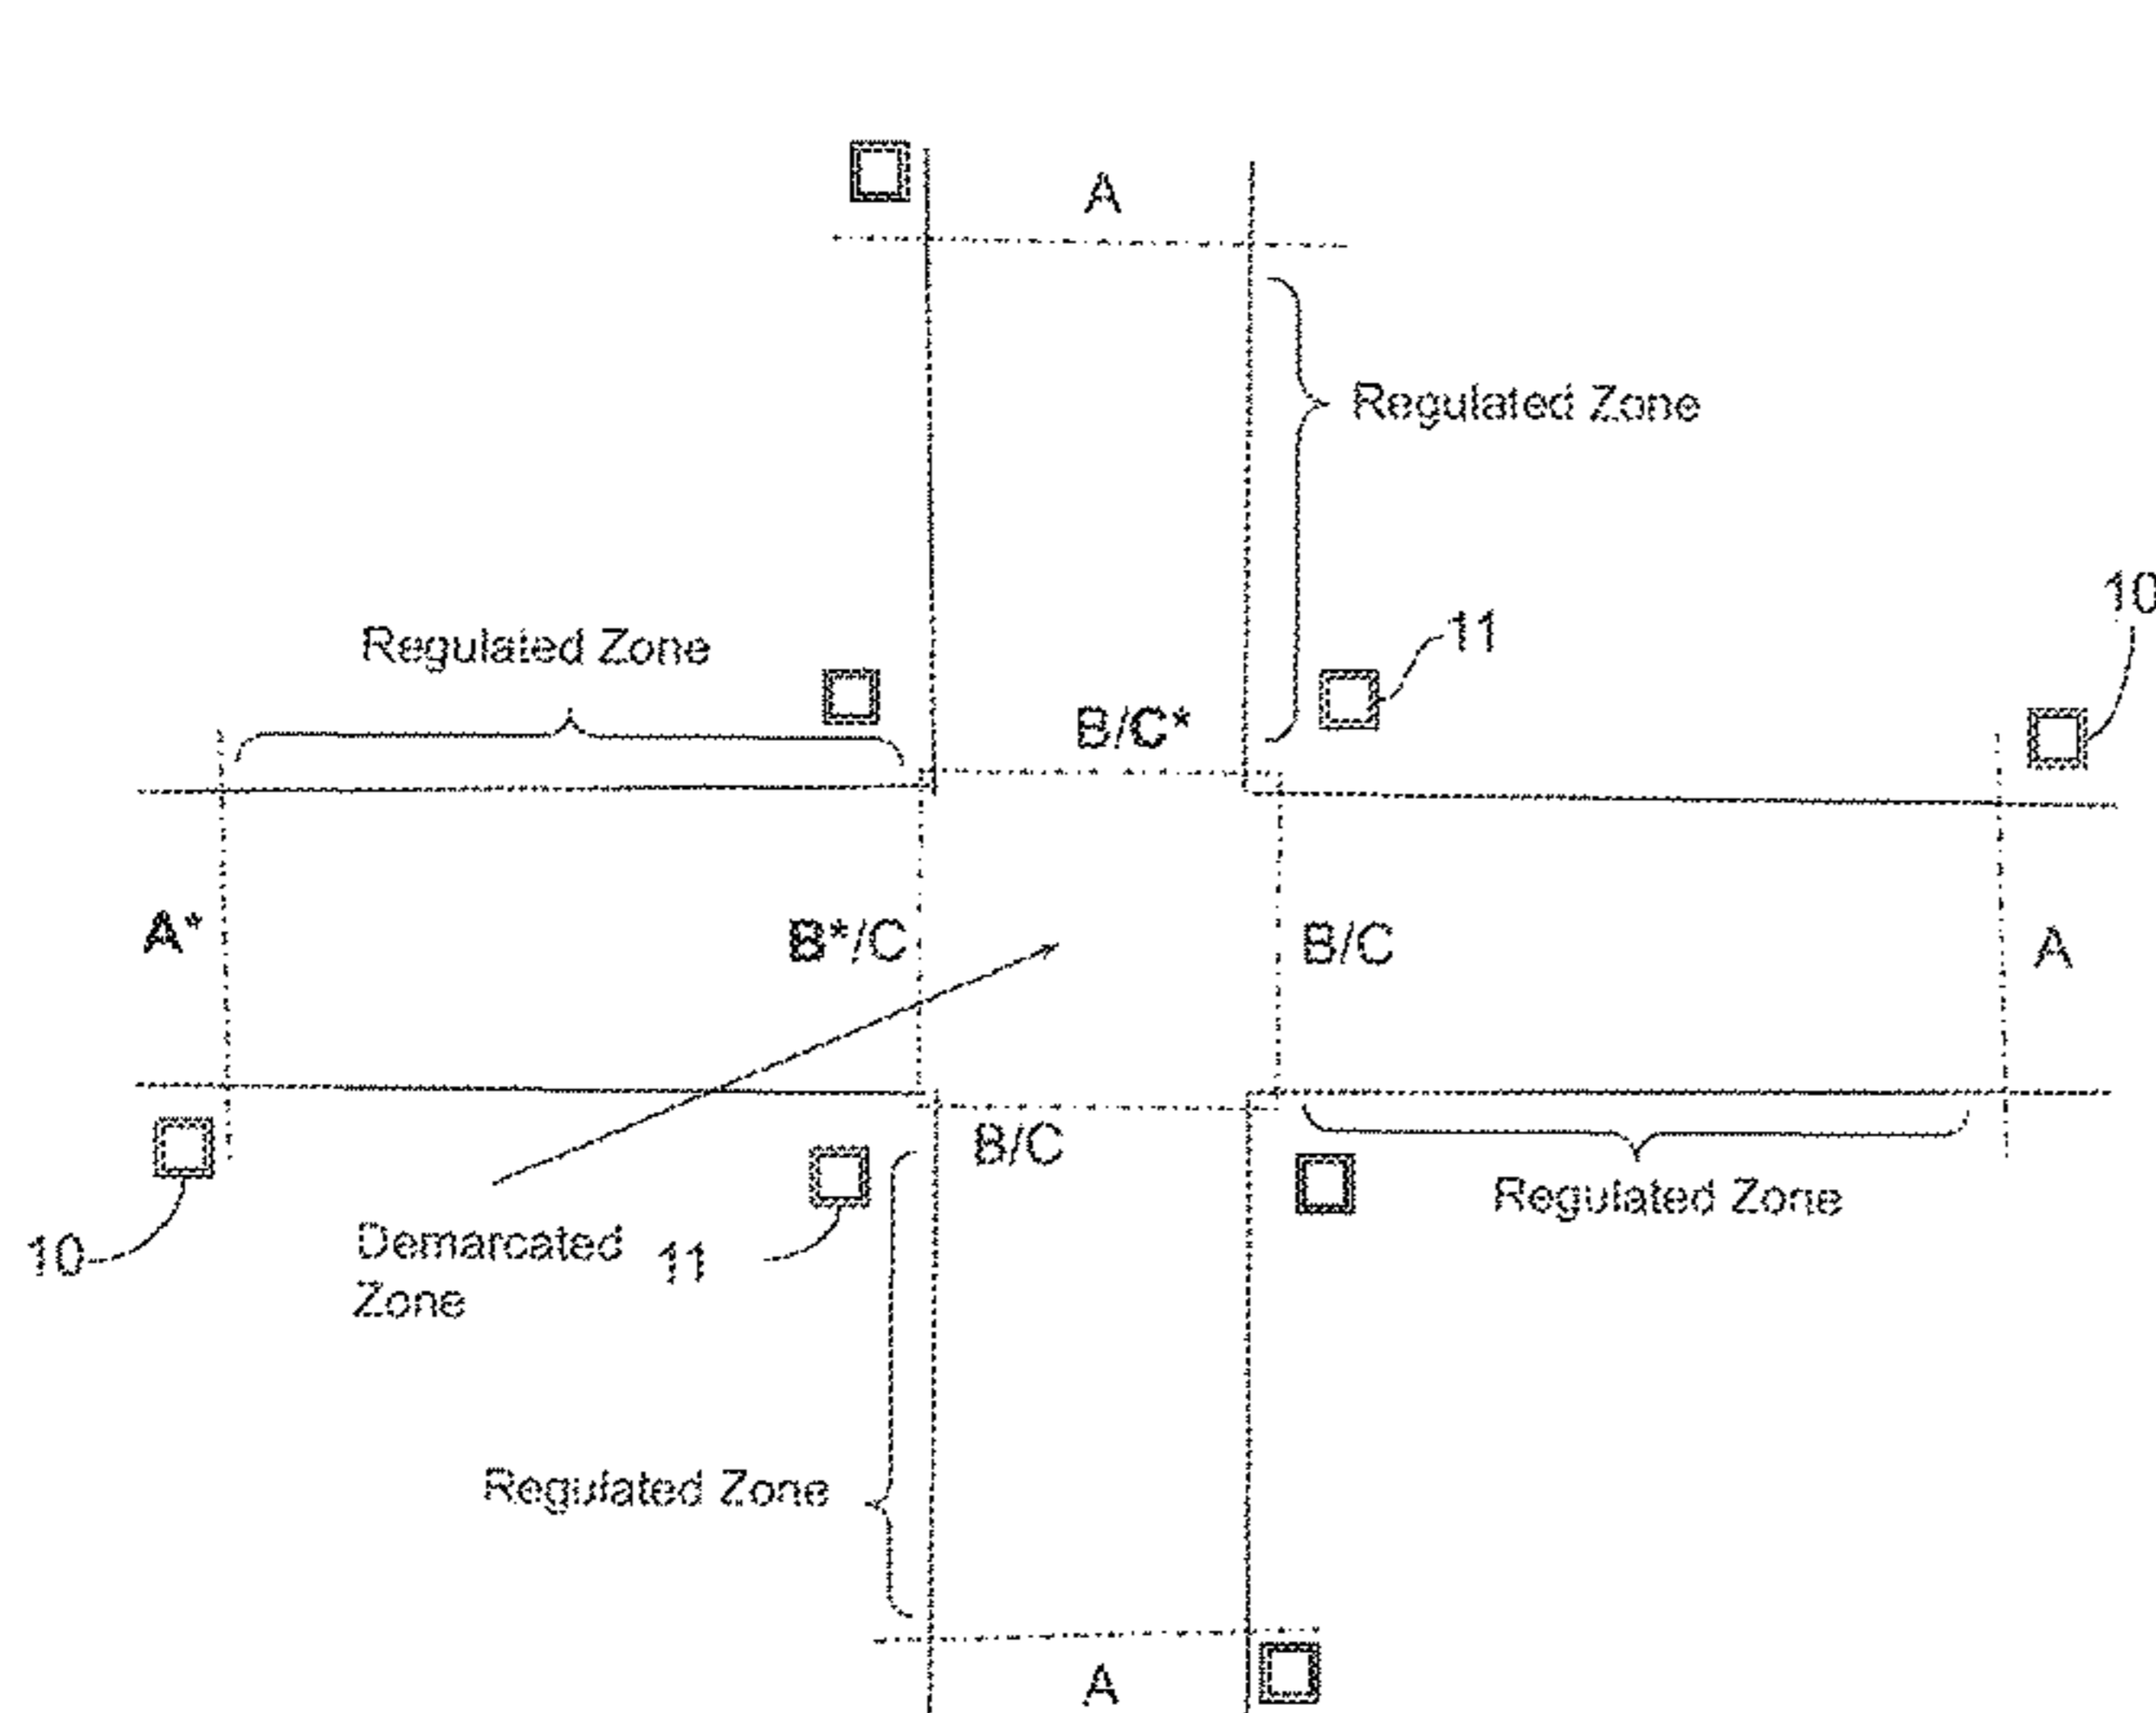 A
Regulated Zone
10
11
Regulated Zone
B/C*
A*
B*/C
B/C
A
B/C
Regulated Zone
10
Demarcated
Zone
11
Regulated Zone
A